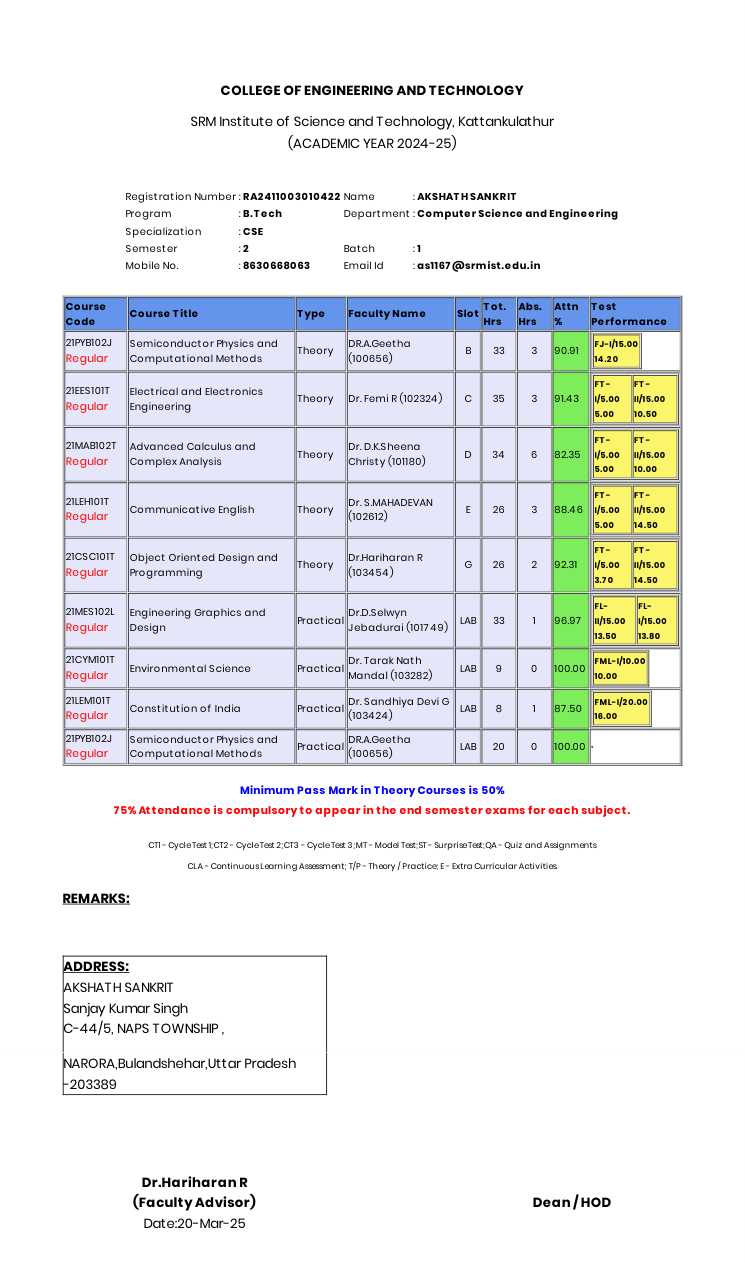 COLLEGE OF ENGINEERING AND TECHNOLOGY
SRM Institute of Science and Technology, Kattankulathur
(ACADEMIC YEAR 2024-25)
Registration Number : RA2411003010422 Name : AKSHATH SANKRIT
Program : B.Tech Department : Computer Science and Engineering
Specialization : CSE
Semester : 2 Batch : 1
Mobile No. : 8630668063 Email Id : as1167@srmist.edu.in
Course Code Course Title Type Faculty Name Slot Tot. Hrs Abs. Hrs Attn % Test Performance
21PYB102J Regular Semiconductor Physics and Computational Methods Theory DR.A.Geetha (100656) B 33 3 90.91 FJ-I/15.00 14.20
21EES101T Regular Electrical and Electronics Engineering Theory Dr. Femi R (102324) C 35 3 91.43 FT-I/5.00 5.00 FT-II/15.00 10.50
21MAB102T Regular Advanced Calculus and Complex Analysis Theory Dr. D.K.Sheena Christy (101180) D 34 6 82.35 FT-I/5.00 5.00 FT-II/15.00 10.00
21LEH101T Regular Communicative English Theory Dr. S.MAHADEVAN (102612) E 26 3 88.46 FT-I/5.00 5.00 FT-II/15.00 14.50
21CSC101T Regular Object Oriented Design and Programming Theory Dr.Hariharan R (103454) G 26 2 92.31 FT-I/5.00 3.70 FT-II/15.00 14.50
21MES102L Regular Engineering Graphics and Design Practical Dr.D.Selwyn Jebadurai (101749) LAB 33 1 96.97 FL-II/15.00 13.50 FL-I/15.00 13.80
21CYM101T Regular Environmental Science Practical Dr. Tarak Nath Mandal (103282) LAB 9 0 100.00 FML-I/10.00 10.00
21LEM101T Regular Constitution of India Practical Dr. Sandhiya Devi G (103424) LAB 8 1 87.50 FML-I/20.00 16.00
21PYB102J Regular Semiconductor Physics and Computational Methods Practical DR.A.Geetha (100656) LAB 20 0 100.00 -
Minimum Pass Mark in Theory Courses is 50%
75% Attendance is compulsory to appear in the end semester exams for each subject.
CT1 - Cycle Test 1; CT2 - Cycle Test 2; CT3 - Cycle Test 3; MT - Model Test; ST - Surprise Test; QA - Quiz and Assignments
CLA - Continuous Learning Assessment; T/P - Theory / Practice; E - Extra Curricular Activities.
REMARKS:
ADDRESS:
AKSHATH SANKRIT
Sanjay Kumar Singh
C-44/5, NAPS TOWNSHIP ,
NARORA,Bulandshehar,Uttar Pradesh
-203389
Dr.Hariharan R
(Faculty Advisor) Dean / HOD
Date:20-Mar-25